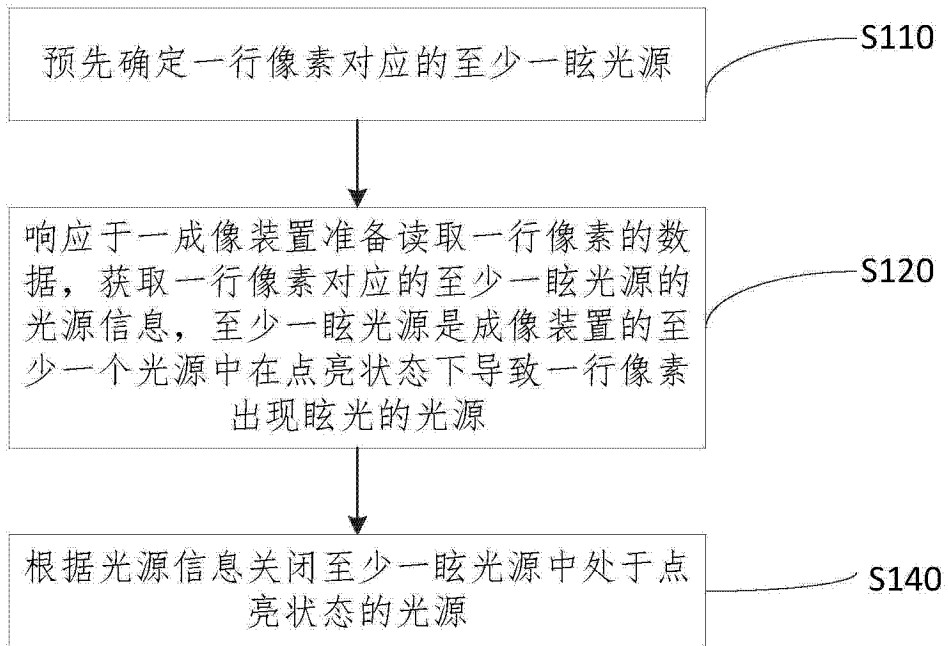 预先确定一行像素对应的至少一眩光源
S110
响应于一成像装置准备读取一行像素的数
据，获取一行像素对应的至少一眩光源的
光源信息，至少一眩光源是成像装置的至
少一个光源中在点亮状态下导致一行像素
出现眩光的光源
S120
根据光源信息关闭至少一眩光源中处于点
亮状态的光源
S140